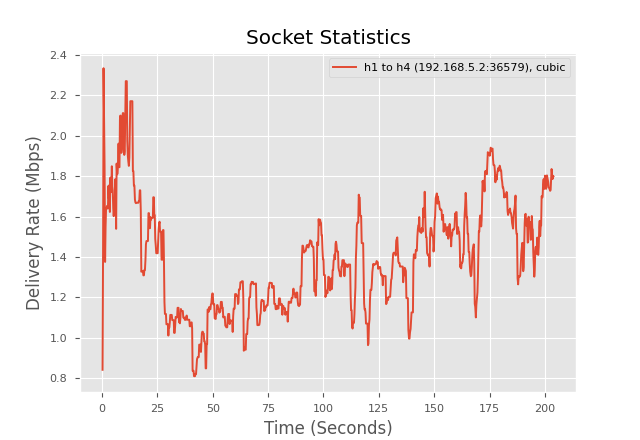 Socket Statistics
h1 to h4 (192.168.5.2:36579), cubic
Delivery Rate (Mbps)
2.4
2.2
2.0
1.8
1.6
1.4
1.2
1.0
0.8
0 25 50 75 100 125 150 175 200
Time (Seconds)